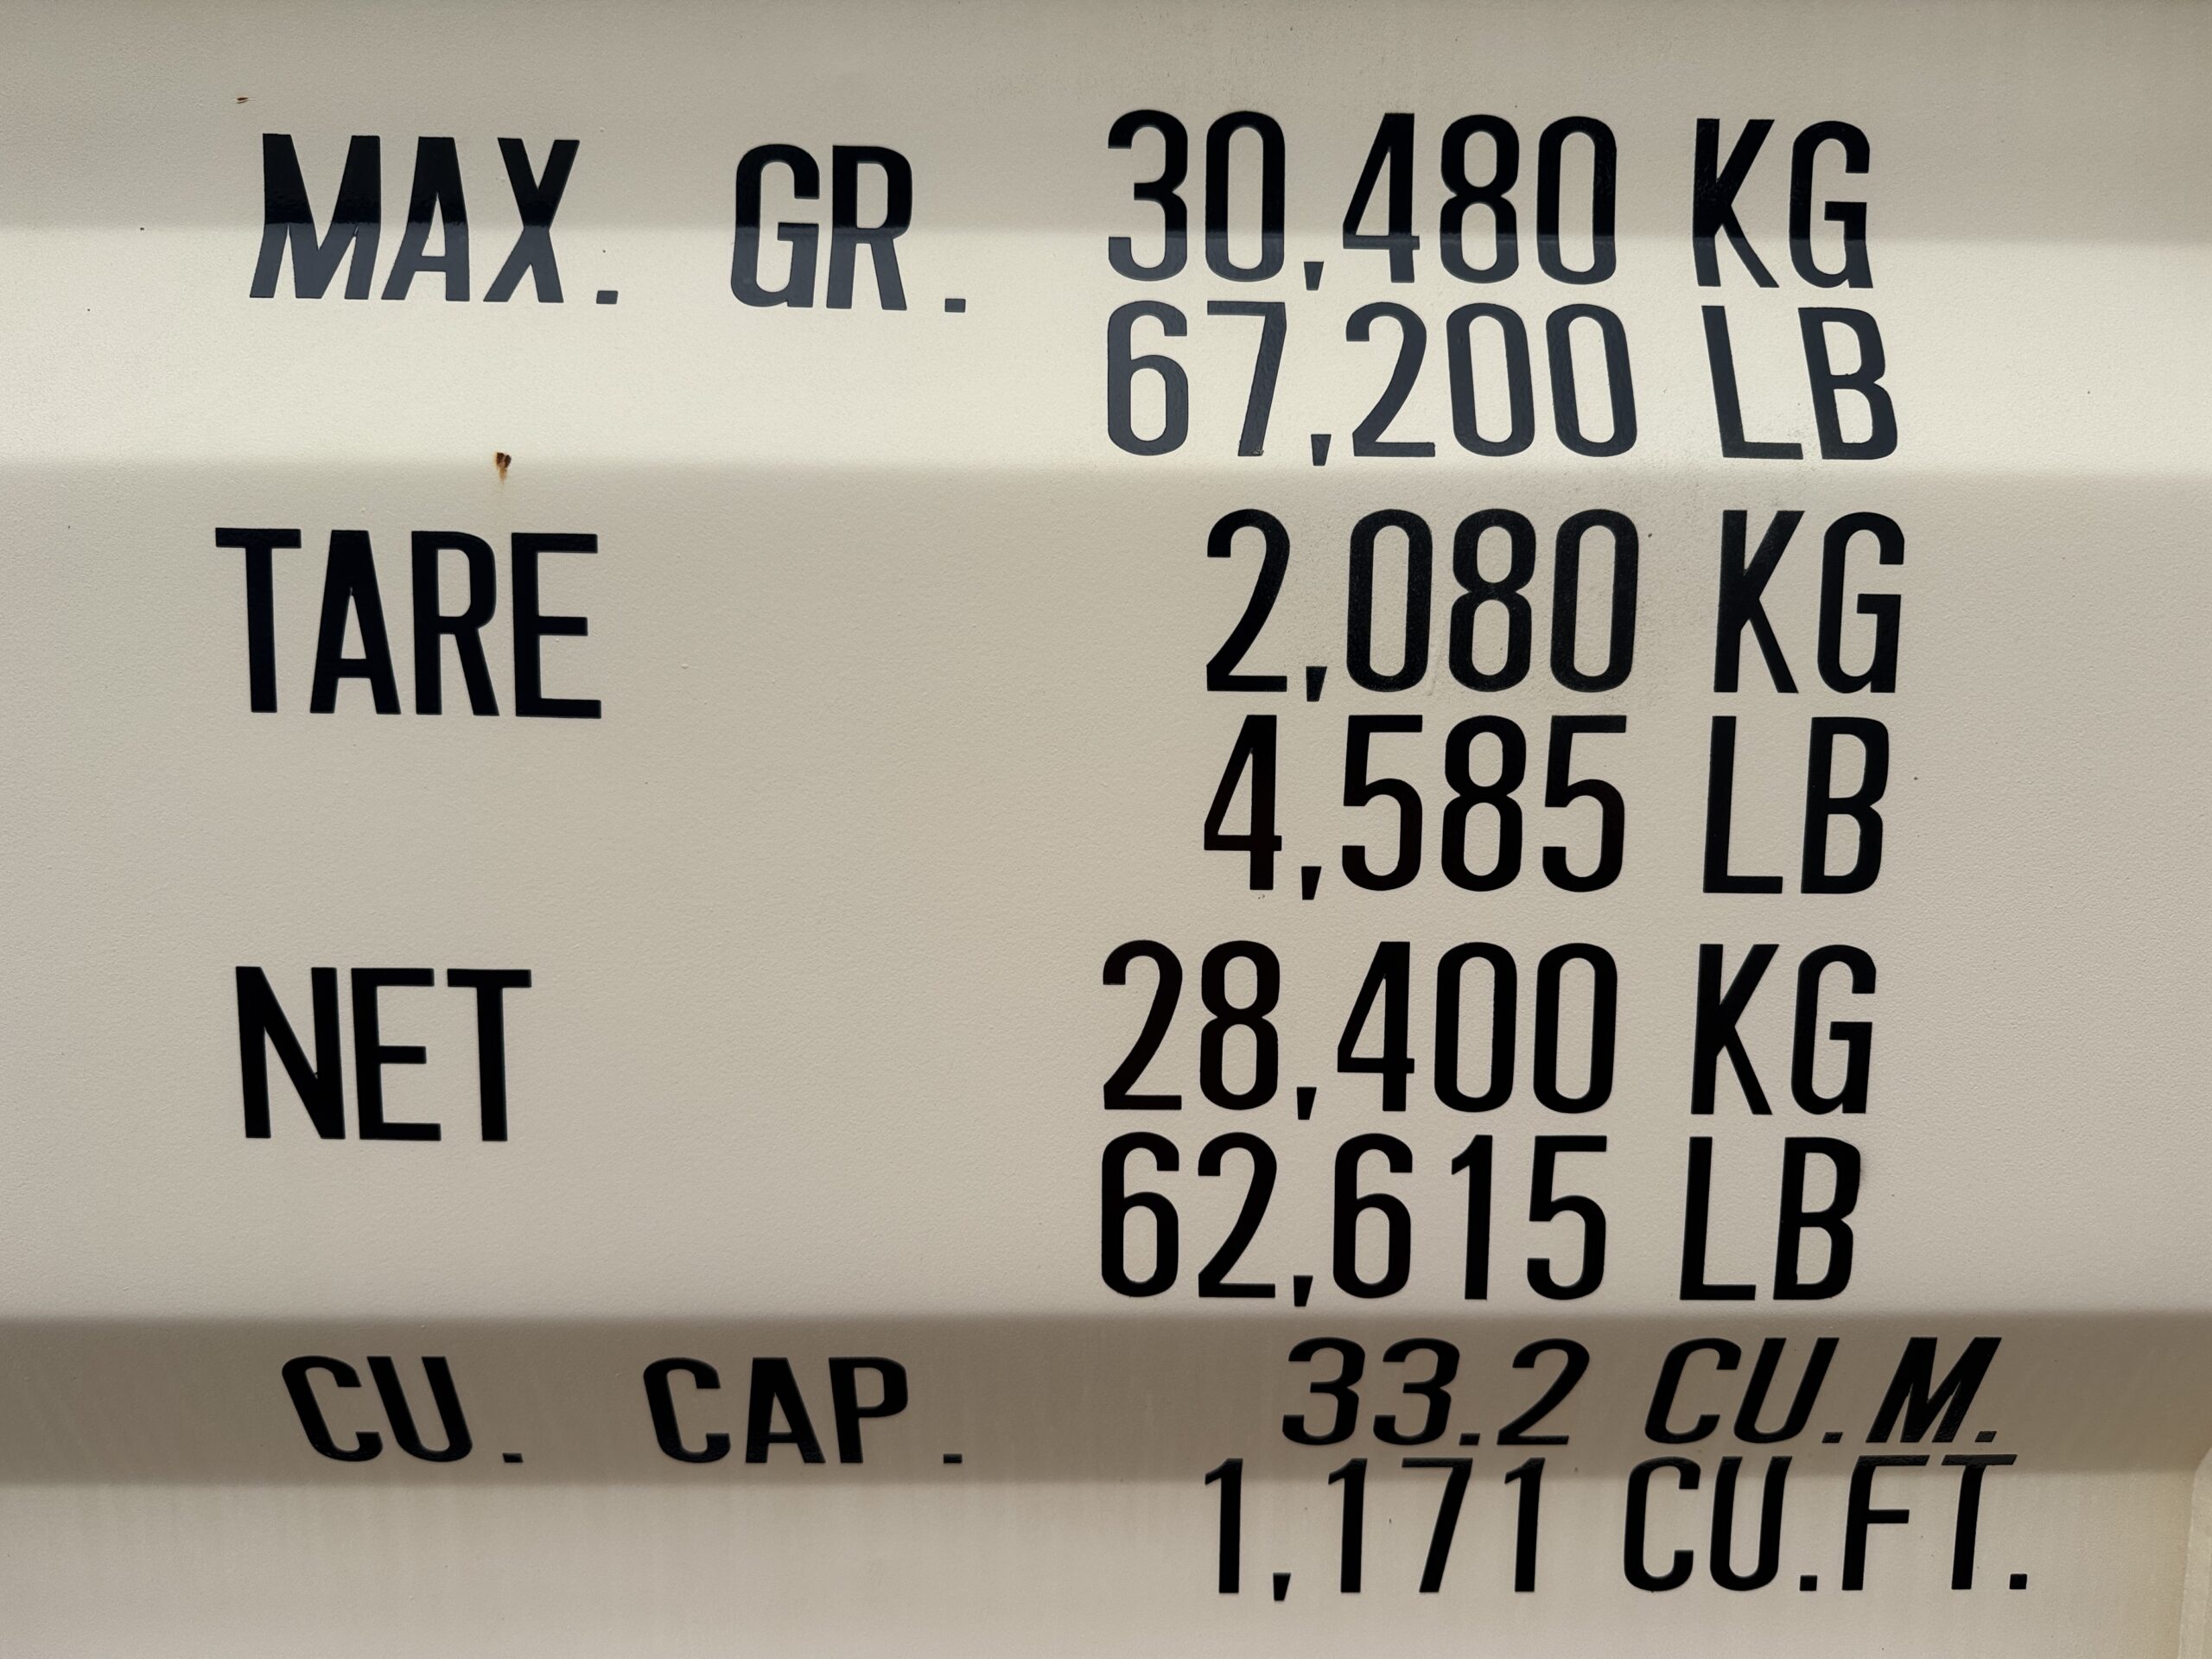 MAX. GR. 30,480 KG
67,200 LB
TARE 2,080 KG
4,585 LB
NET 28,400 KG
62,615 LB
CU. CAP. 33.2 CU.M.
1,171 CU.FT.